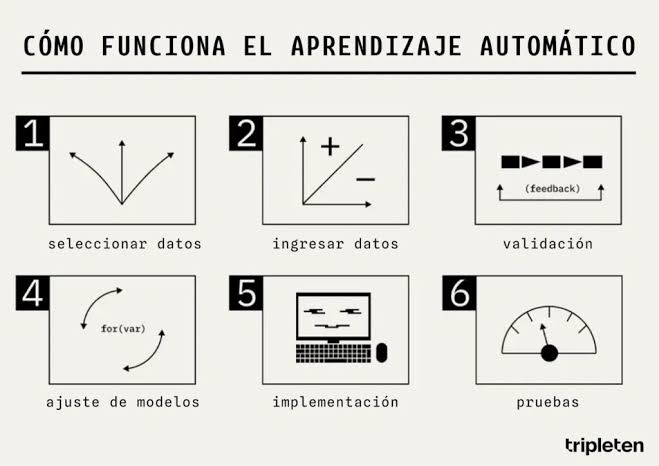 CÓMO FUNCIONA EL APRENDIZAJE AUTOMÁTICO
1
seleccionar datos
2
+
−
ingresar datos
3
(feedback)
validación
4
for(var)
ajuste de modelos
5
implementación
6
pruebas
tripleten